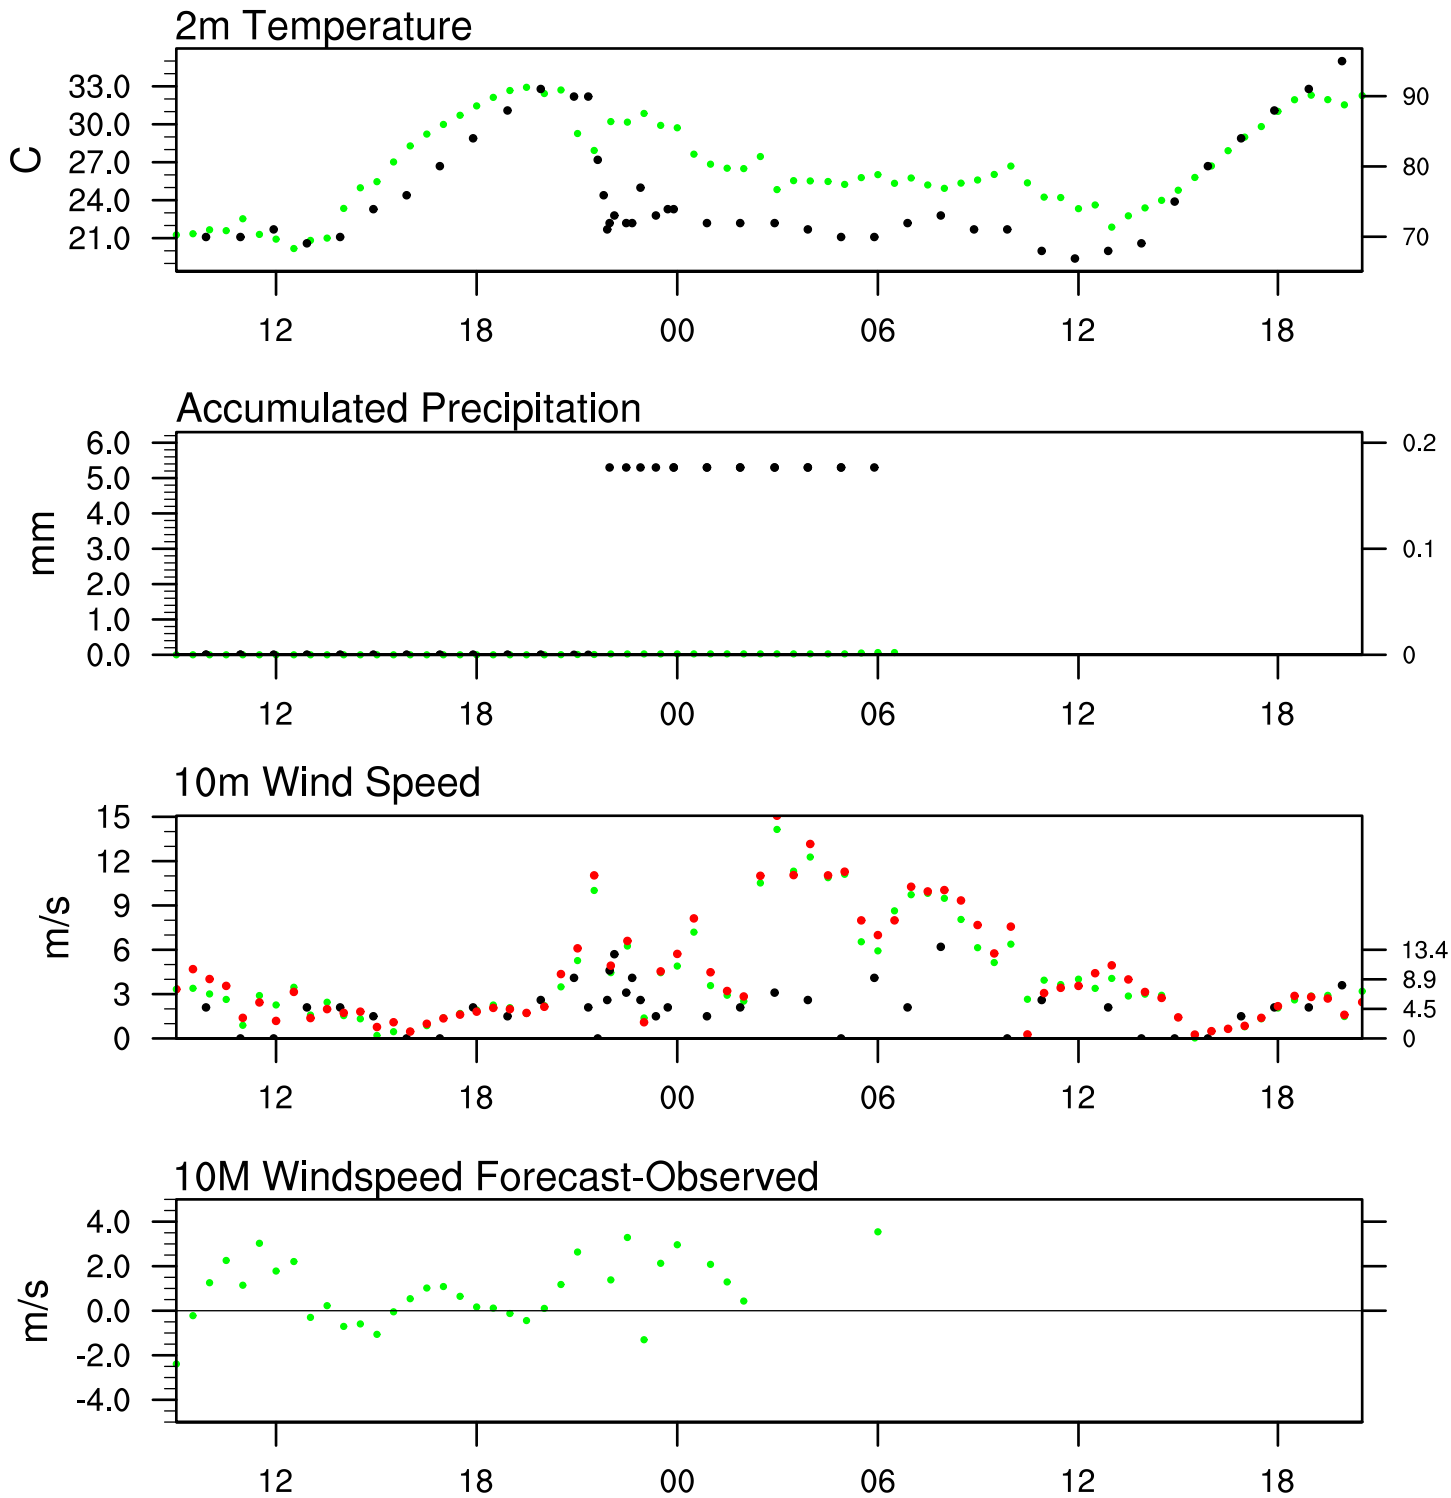 2m Temperature
33.0
30.0
27.0
24.0
21.0
C
90
80
70
12 18 00 06 12 18
Accumulated Precipitation
6.0
5.0
4.0
3.0
2.0
1.0
0.0
mm
0.2
0.1
0
12 18 00 06 12 18
10m Wind Speed
15
12
9
6
3
0
m/s
13.4
8.9
4.5
0
12 18 00 06 12 18
10M Windspeed Forecast-Observed
4.0
2.0
0.0
-2.0
-4.0
m/s
12 18 00 06 12 18